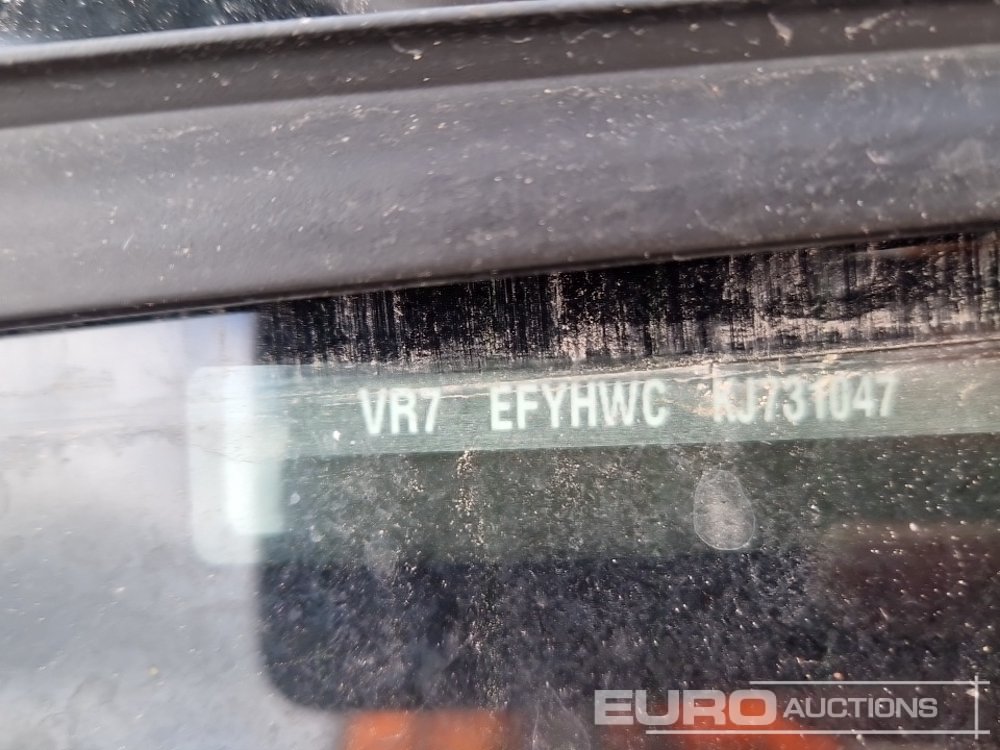 VR7 EFYHWC KJ731047
EURO AUCTIONS